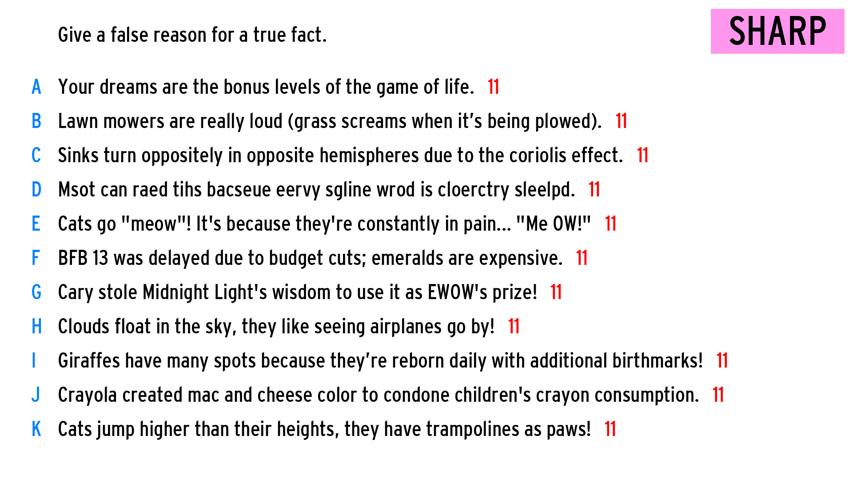 Give a false reason for a true fact.
SHARP
A Your dreams are the bonus levels of the game of life. 11
B Lawn mowers are really loud (grass screams when it's being plowed). 11
C Sinks turn oppositely in opposite hemispheres due to the coriolis effect. 11
D Msot can raed tihs bacseue eervy sgline wrod is cloerctry sleelpd. 11
E Cats go "meow"! It's because they're constantly in pain... "Me OW!" 11
F BFB 13 was delayed due to budget cuts; emeralds are expensive. 11
G Cary stole Midnight Light's wisdom to use it as EWOW's prize! 11
H Clouds float in the sky, they like seeing airplanes go by! 11
I Giraffes have many spots because they're reborn daily with additional birthmarks! 11
J Crayola created mac and cheese color to condone children's crayon consumption. 11
K Cats jump higher than their heights, they have trampolines as paws! 11